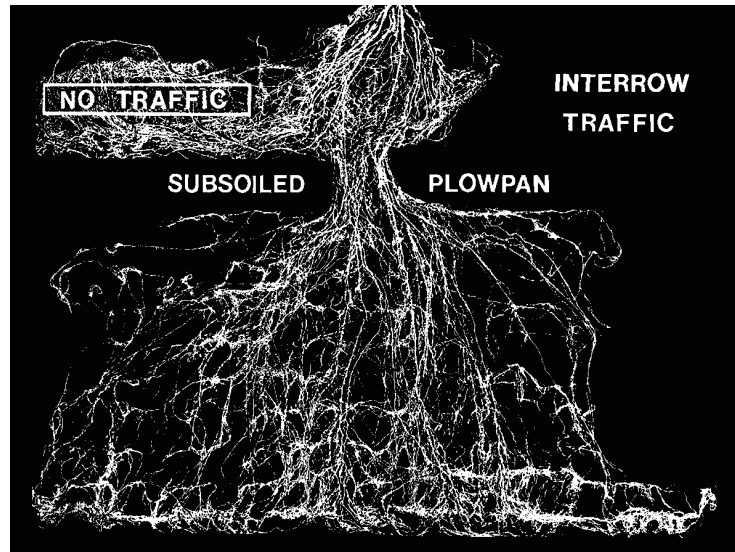 NO TRAFFIC
INTERROW
TRAFFIC
SUBSOILED
PLOWPAN